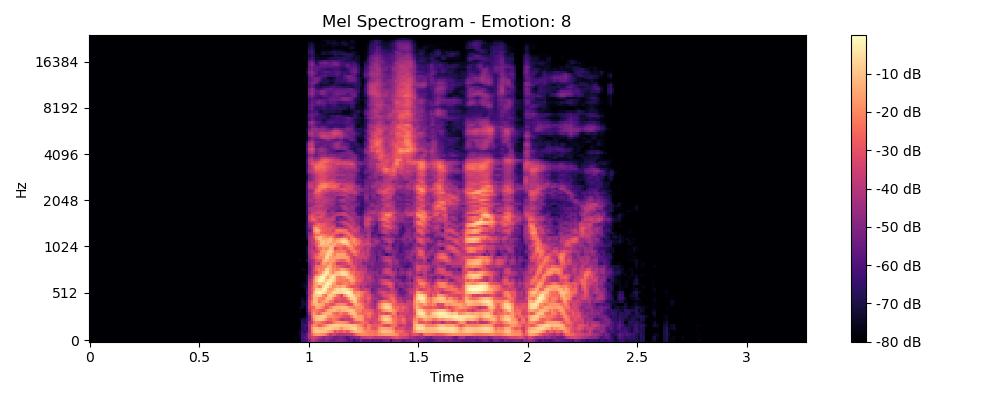 Mel Spectrogram - Emotion: 8
16384
8192
4096
2048
1024
512
0
Hz
0
0.5
1
1.5
2
2.5
3
Time
-10 dB
-20 dB
-30 dB
-40 dB
-50 dB
-60 dB
-70 dB
-80 dB